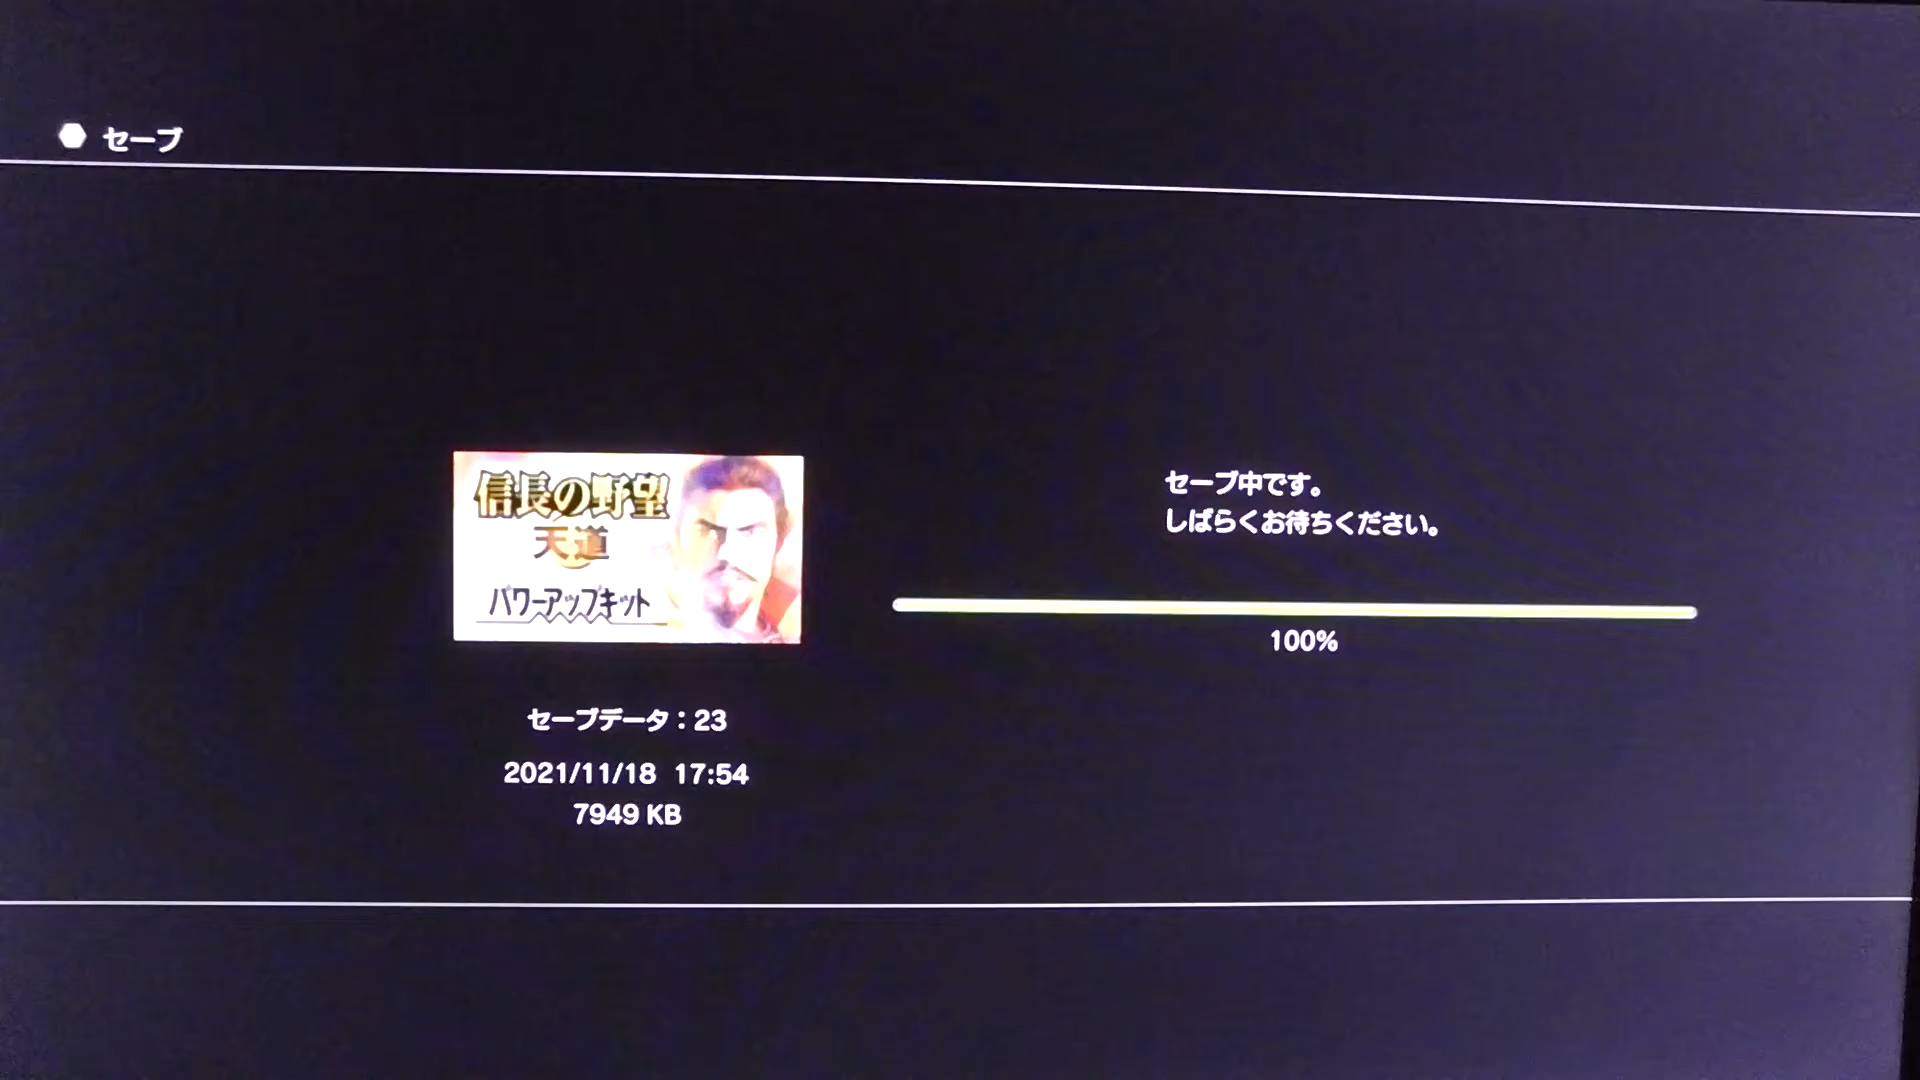 セーブ
信長の野望
天道
パワーアップキット
セーブ中です。
しばらくお待ちください。
100%
セーブデータ：23
2021/11/18 17:54
7949 KB